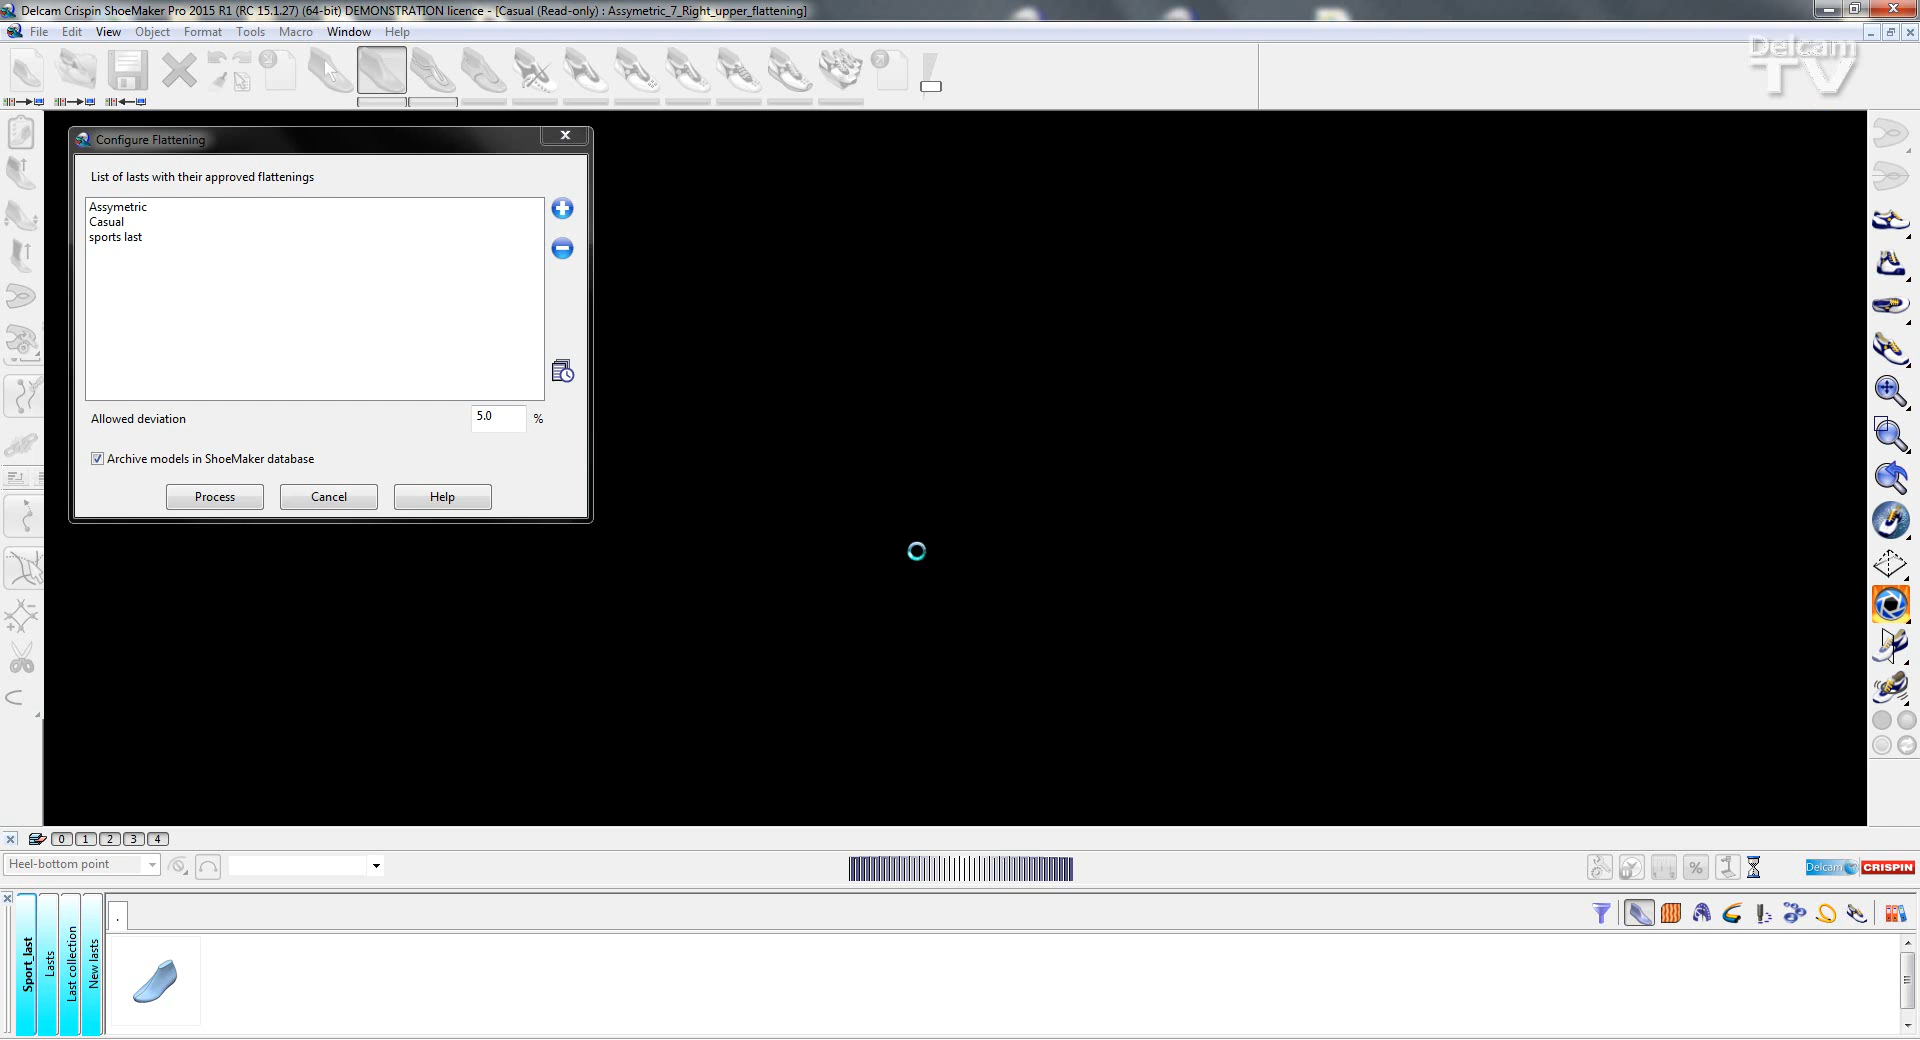 Delcam Crispin ShoeMaker Pro 2015 R1 (RC 15.1.27) (64-bit) DEMONSTRATION licence - [Casual (Read-only) : Assymetric_7_Right_upper_flattening]
File Edit View Object Format Tools Macro Window Help
Delcam
TV
Configure Flattening
List of lasts with their approved flattenings
Assymetric
Casual
sports last
Allowed deviation 5.0 %
Archive models in ShoeMaker database
Process Cancel Help
0 1 2 3 4
Heel-bottom point
%
Delcam CRISPIN
Sport_last
Lasts
Last collection
New lasts
.